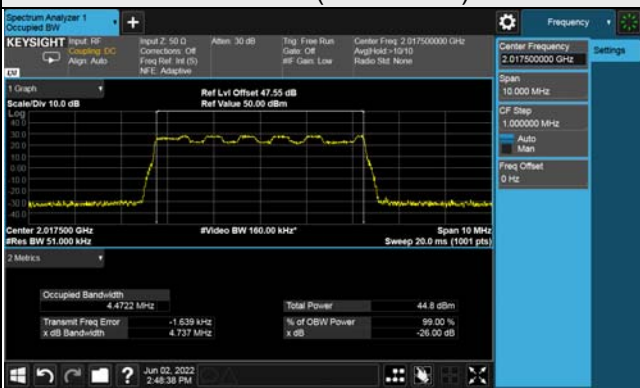 Spectrum Analyzer 1
Occupied BW
Frequency
KEYSIGHT
Input: RF
Coupling: DC
Align: Auto
Input Z: 50 Ω
Corrections: Off
Freq Ref: Int (S)
NFE: Adaptive
Atten: 30 dB
Trig: Free Run
Gate: Off
#IF Gain: Low
Center Freq: 2.017500000 GHz
Avg|Hold:>10/10
Radio Std: None
LXI
Center Frequency
2.017500000 GHz
Settings
Span
10.000 MHz
CF Step
1.000000 MHz
Auto
Man
Freq Offset
0 Hz
1 Graph
Scale/Div 10.0 dB
Ref Lvl Offset 47.55 dB
Ref Value 50.00 dBm
Log
40.0
30.0
20.0
10.0
0.00
-10.0
-20.0
-30.0
-40.0
Center 2.017500 GHz
#Res BW 51.000 kHz
#Video BW 160.00 kHz*
Span 10 MHz
Sweep 20.0 ms (1001 pts)
2 Metrics
Occupied Bandwidth
4.4722 MHz
Total Power 44.8 dBm
Transmit Freq Error -1.639 kHz
% of OBW Power 99.00 %
x dB Bandwidth 4.737 MHz
x dB -26.00 dB
?
Jun 02, 2022
2:48:38 PM